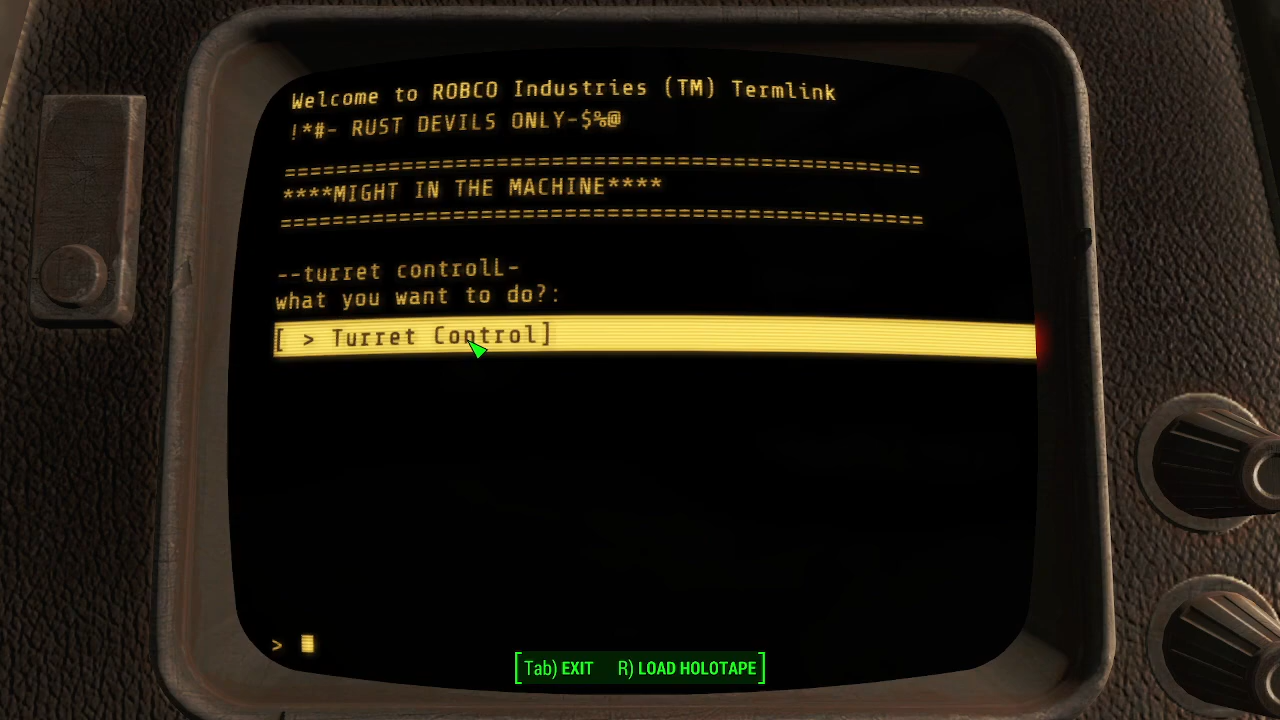 Welcome to ROBCO Industries (TM) Termlink
!*#- RUST DEVILS ONLY-$%@
=============================================
****MIGHT IN THE MACHINE****
=============================================
--turret controlL-
what you want to do?:
[ > Turret Control]
>
Tab) EXIT R) LOAD HOLOTAPE